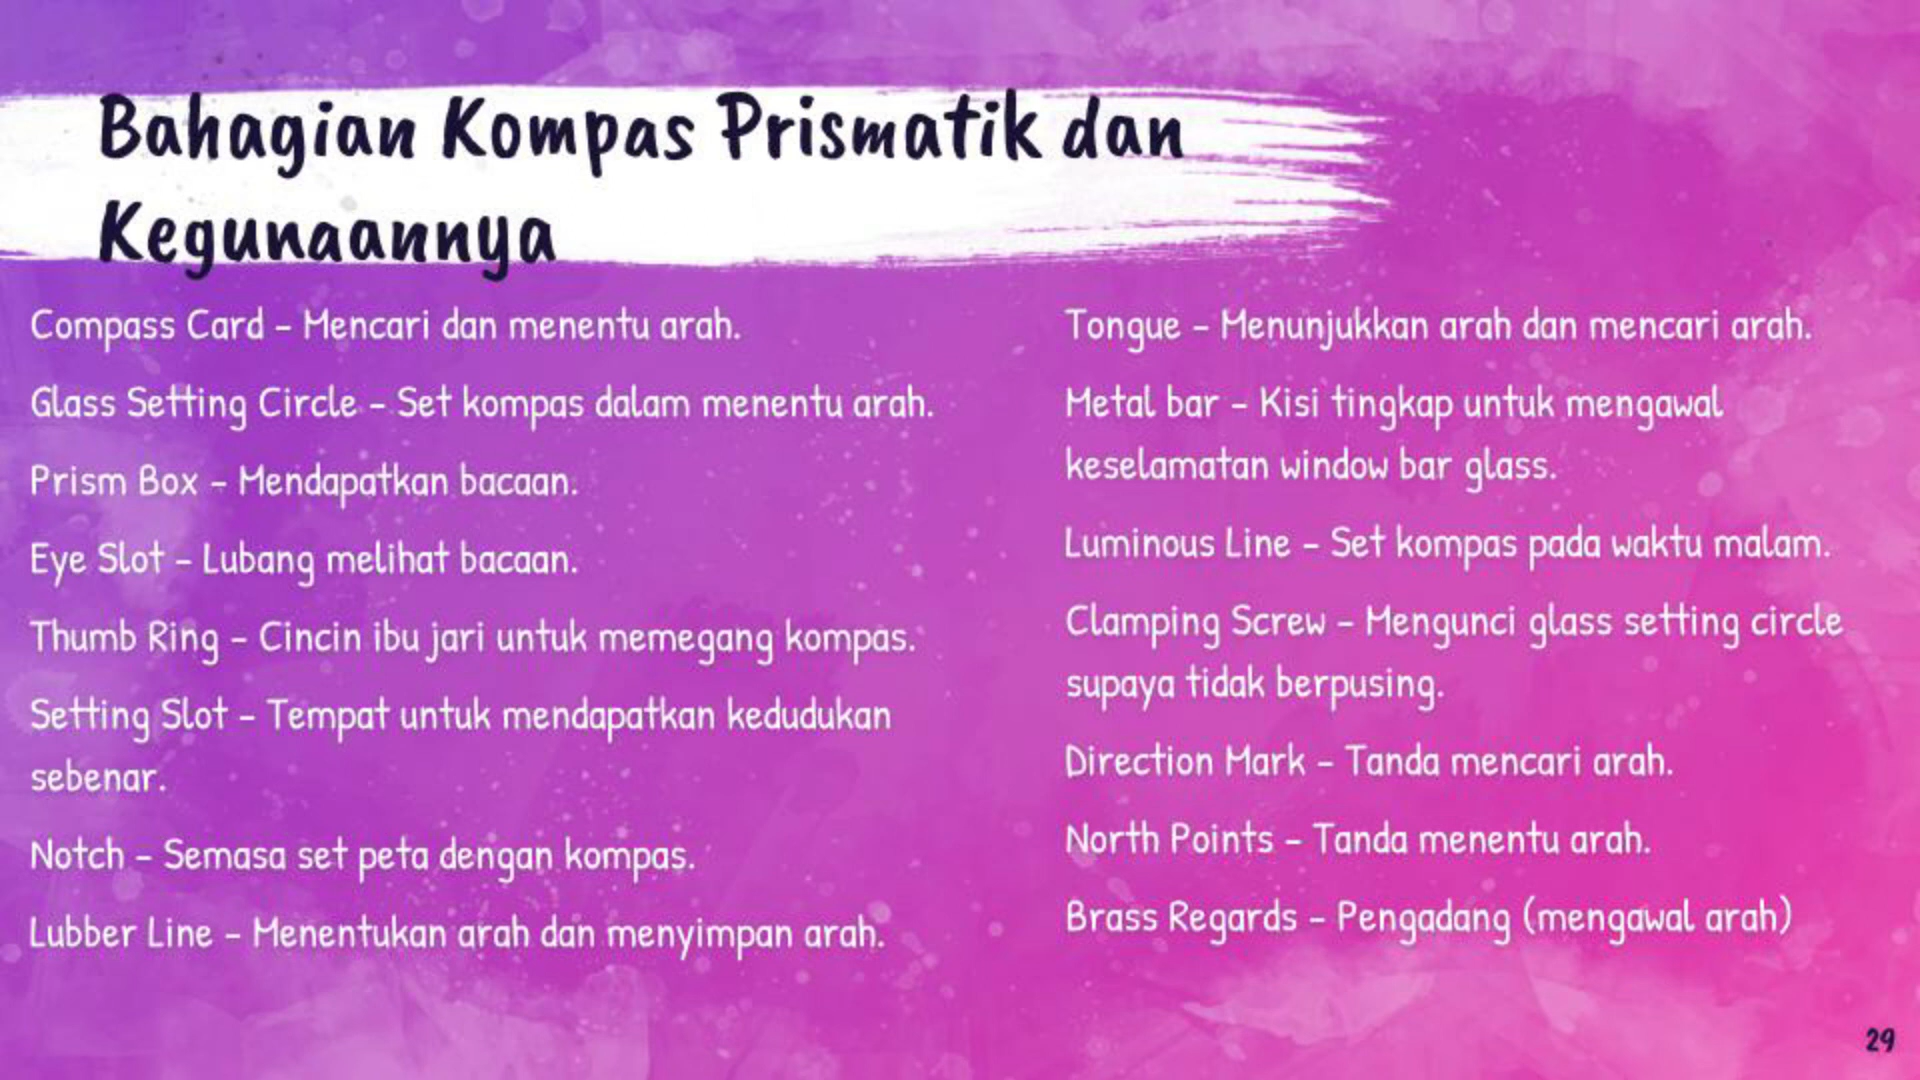 Bahagian Kompas Prismatik dan
Kegunaannya
Compass Card – Mencari dan menentu arah.
Glass Setting Circle – Set kompas dalam menentu arah.
Prism Box – Mendapatkan bacaan.
Eye Slot – Lubang melihat bacaan.
Thumb Ring – Cincin ibu jari untuk memegang kompas.
Setting Slot – Tempat untuk mendapatkan kedudukan
sebenar.
Notch – Semasa set peta dengan kompas.
Lubber Line – Menentukan arah dan menyimpan arah.
Tongue – Menunjukkan arah dan mencari arah.
Metal bar – Kisi tingkap untuk mengawal
keselamatan window bar glass.
Luminous Line – Set kompas pada waktu malam.
Clamping Screw – Mengunci glass setting circle
supaya tidak berpusing.
Direction Mark – Tanda mencari arah.
North Points – Tanda menentu arah.
Brass Regards – Pengadang (mengawal arah)
29